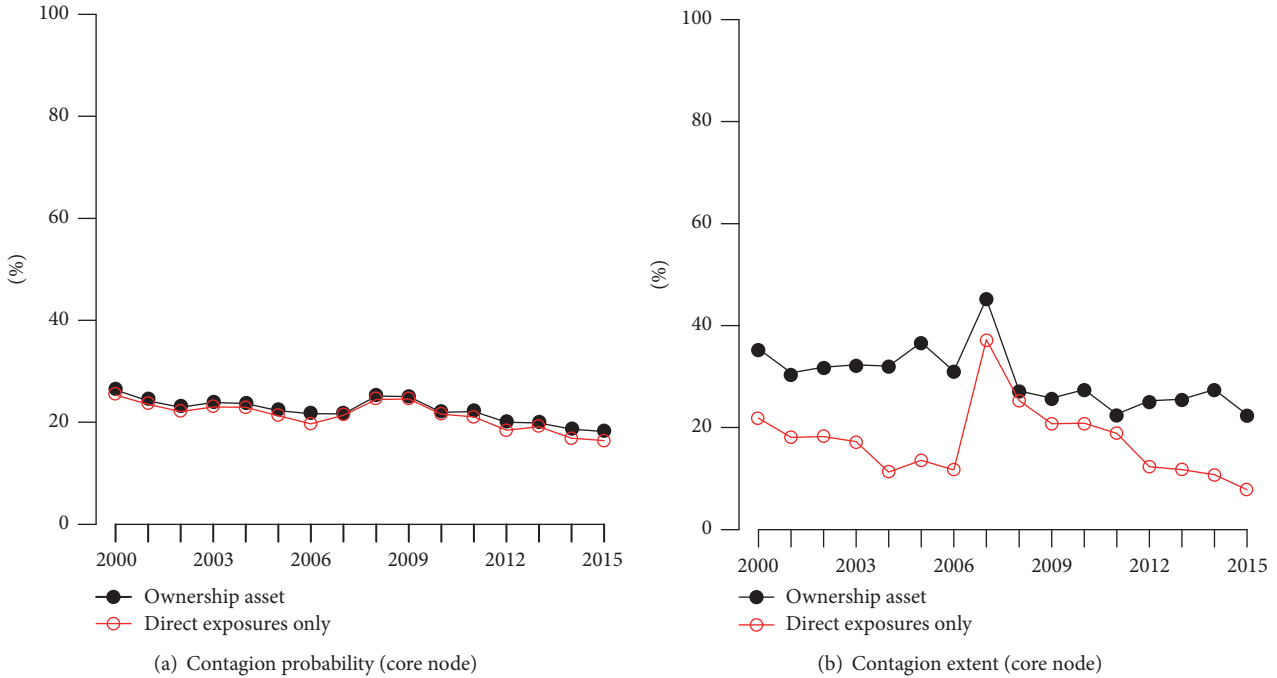 100
80
60
40
20
0
(%)
2000 2003 2006 2009 2012 2015
Ownership asset
Direct exposures only
(a) Contagion probability (core node)
100
80
60
40
20
0
(%)
2000 2003 2006 2009 2012 2015
Ownership asset
Direct exposures only
(b) Contagion extent (core node)